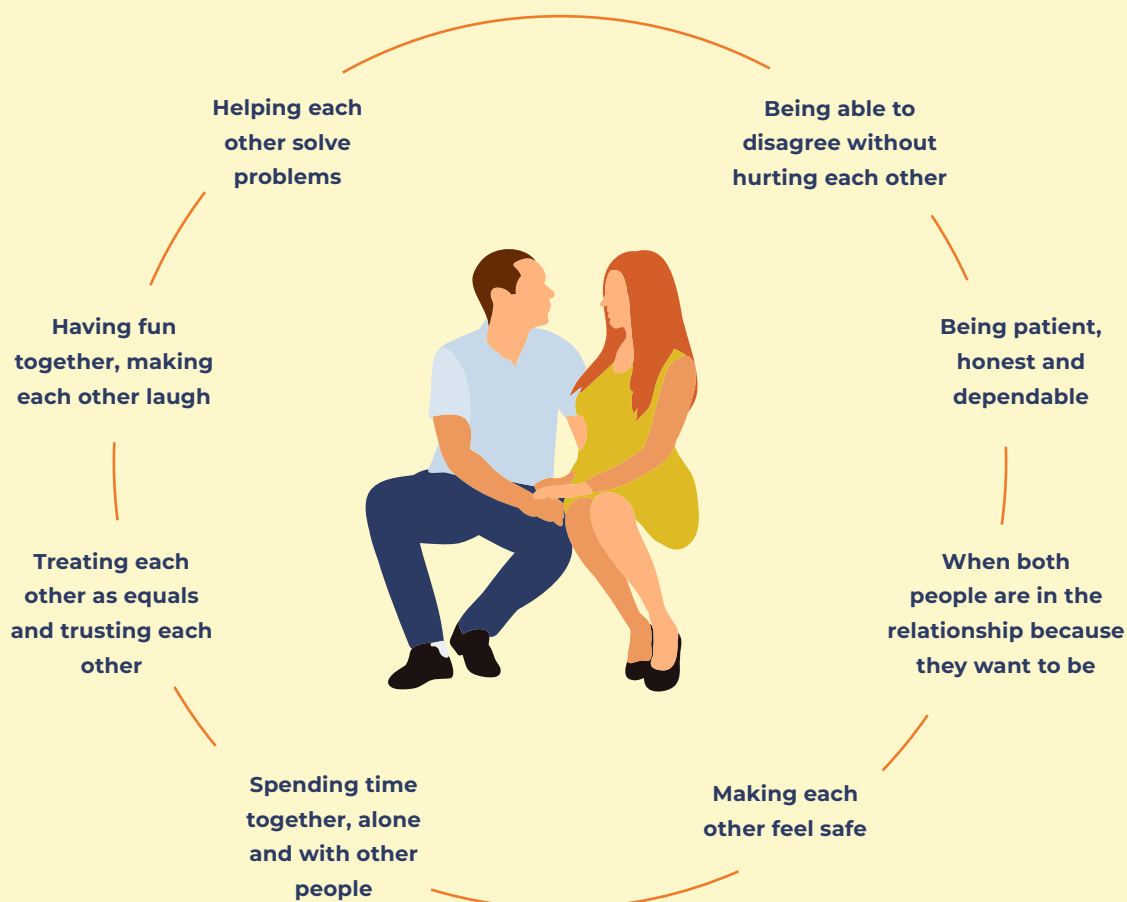 Helping each
other solve
problems
Being able to
disagree without
hurting each other
Having fun
together, making
each other laugh
Being patient,
honest and
dependable
Treating each
other as equals
and trusting each
other
When both
people are in the
relationship because
they want to be
Spending time
together, alone
and with other
people
Making each
other feel safe